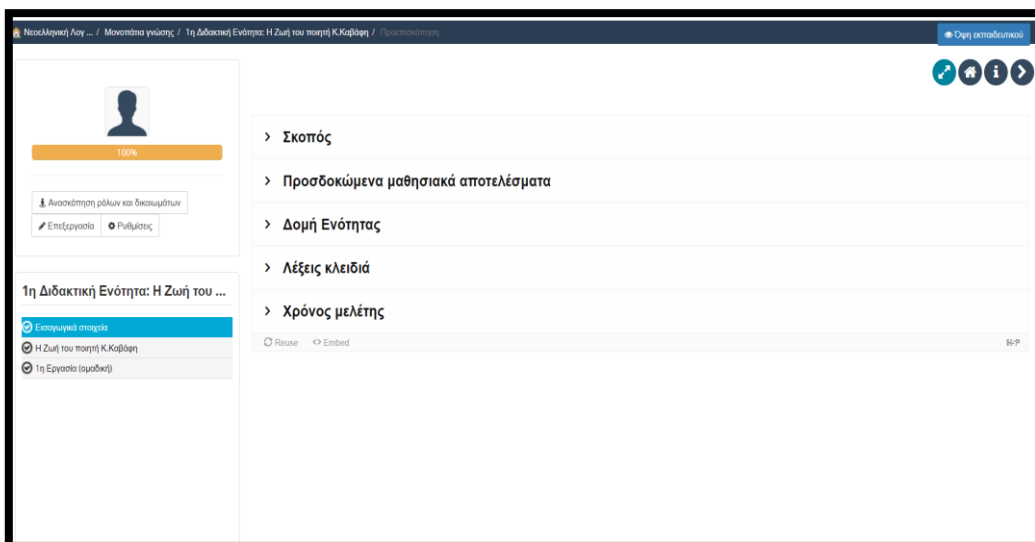 Νεοελληνική Λογ ... / Μονοπάτια γνώσης / 1η Διδακτική Ενότητα: Η Ζωή του ποιητή Κ.Καβάφη / Προεπισκόπηση
Όψη εκπαιδευτικού
100%
Ανασκόπηση ρόλων και δικαιωμάτων
Επεξεργασία Ρυθμίσεις
1η Διδακτική Ενότητα: Η Ζωή του ...
Εισαγωγικά στοιχεία
Η Ζωή του ποιητή Κ.Καβάφη
1η Εργασία (ομαδική)
Σκοπός
Προσδοκώμενα μαθησιακά αποτελέσματα
Δομή Ενότητας
Λέξεις κλειδιά
Χρόνος μελέτης
Reuse <> Embed
H-P